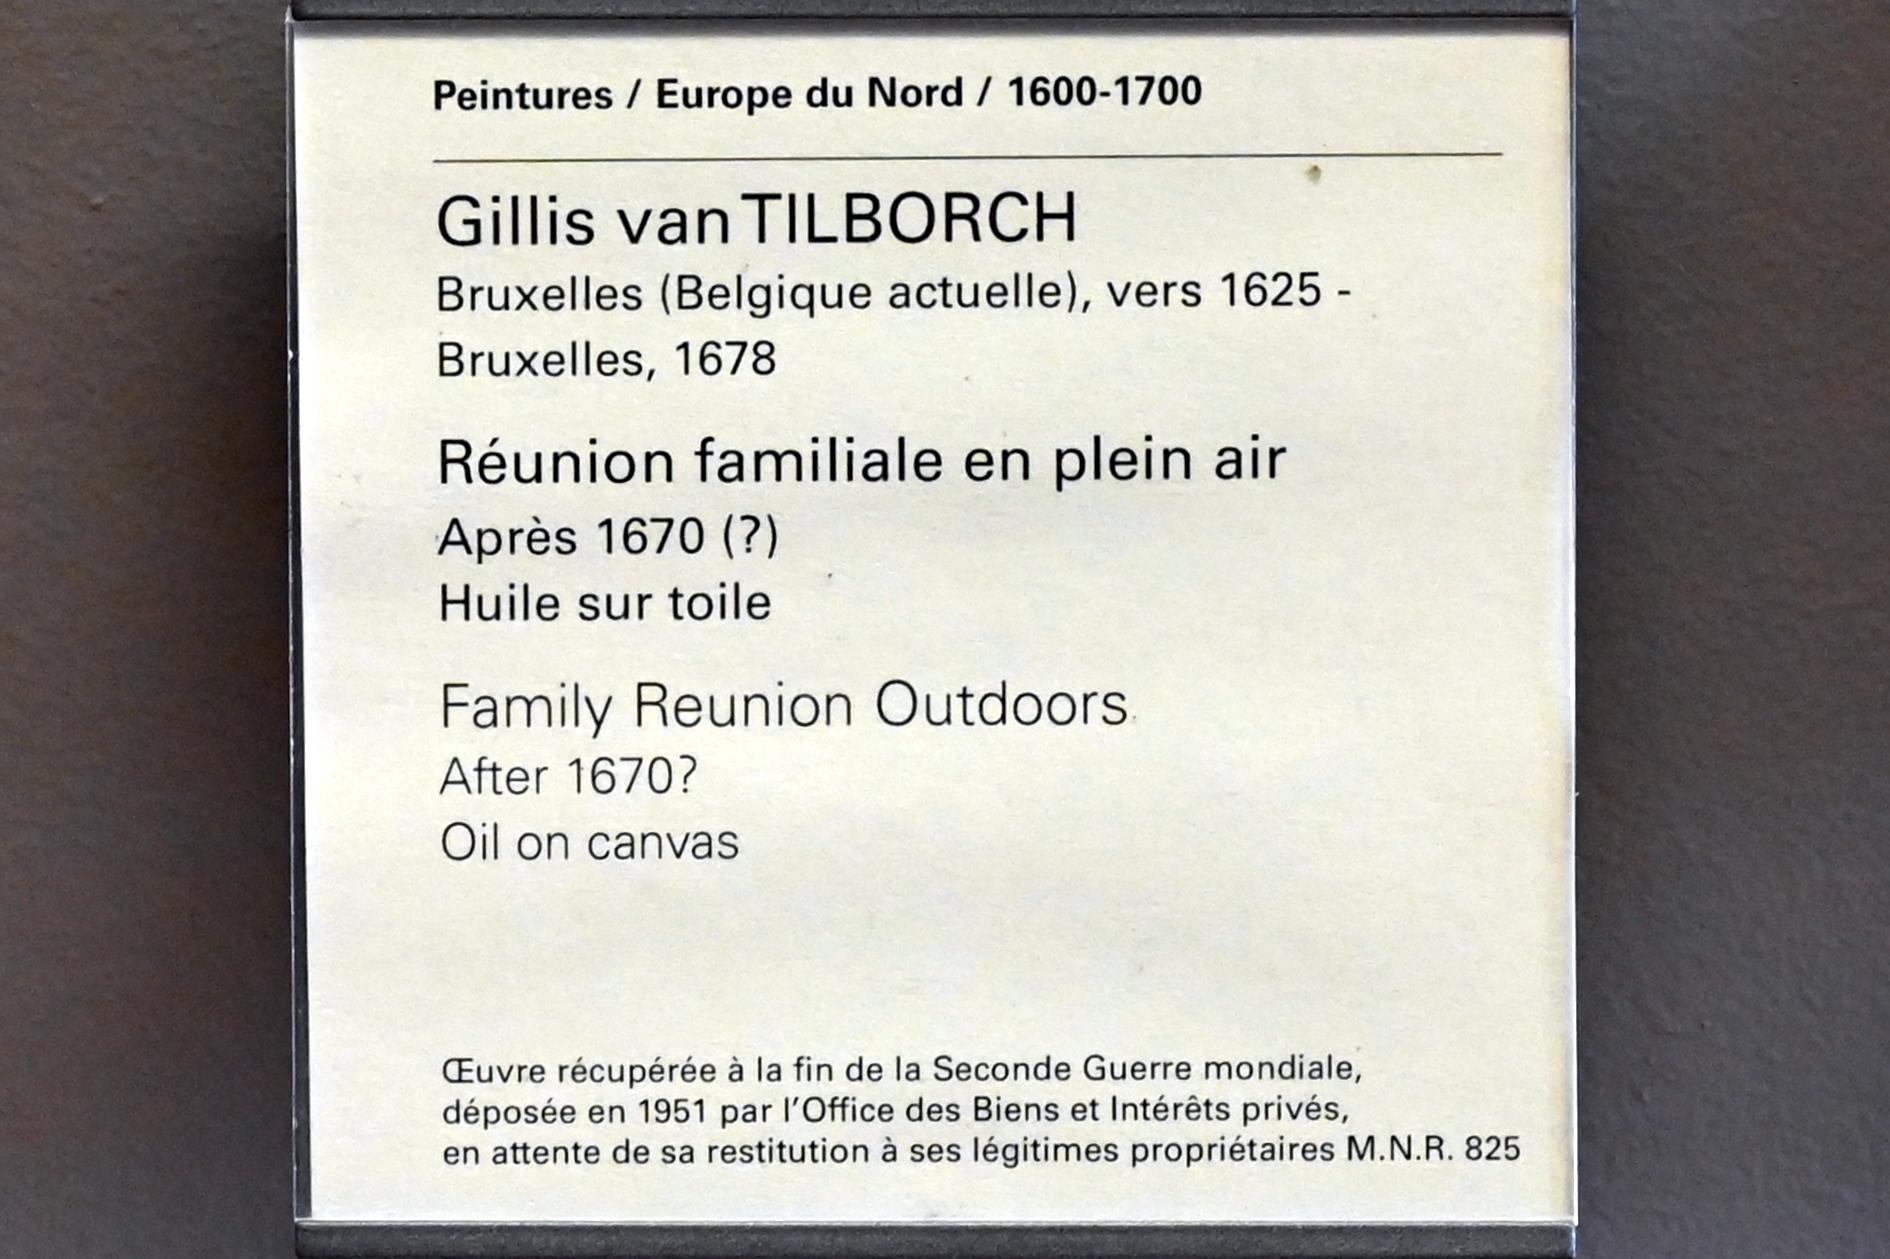 Peintures / Europe du Nord / 1600-1700
Gillis van TILBORCH
Bruxelles (Belgique actuelle), vers 1625 -
Bruxelles, 1678
Réunion familiale en plein air
Après 1670 (?)
Huile sur toile
Family Reunion Outdoors
After 1670?
Oil on canvas
Œuvre récupérée à la fin de la Seconde Guerre mondiale,
déposée en 1951 par l'Office des Biens et Intérêts privés,
en attente de sa restitution à ses légitimes propriétaires M.N.R. 825